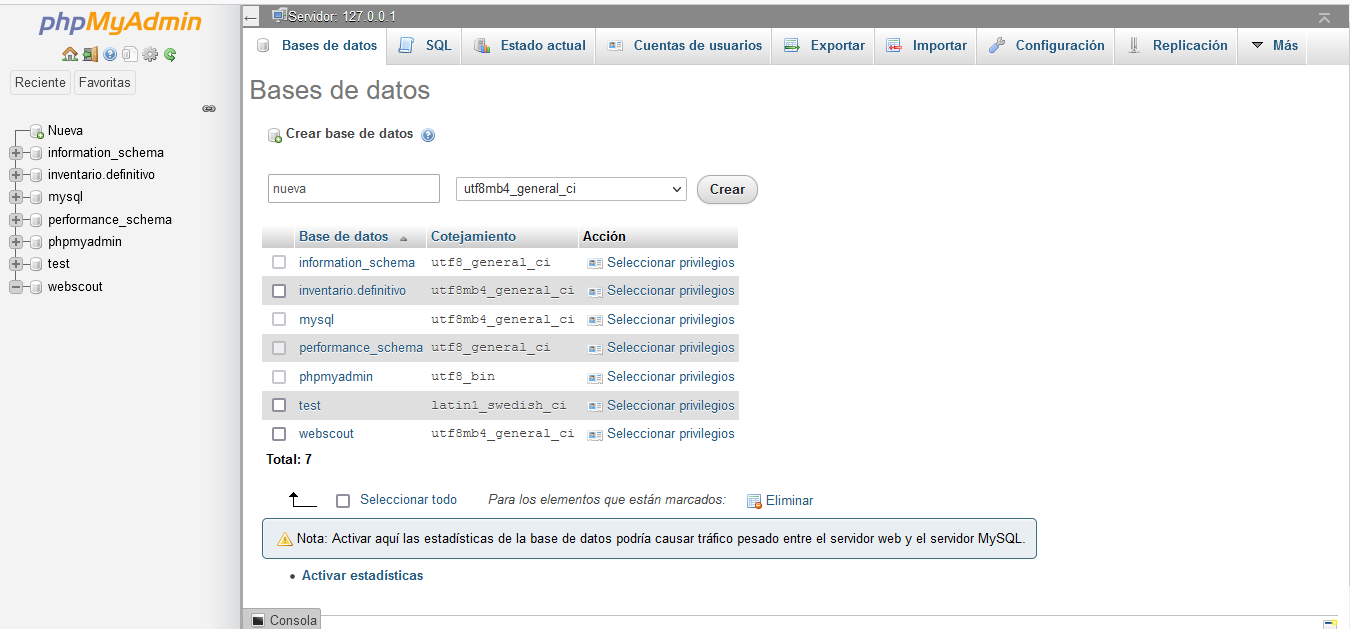 phpMyAdmin
Reciente Favoritas
Nueva
information_schema
inventario.definitivo
mysql
performance_schema
phpmyadmin
test
webscout
Servidor: 127.0.0.1
Bases de datos SQL Estado actual Cuentas de usuarios Exportar Importar Configuración Replicación Más
Bases de datos
Crear base de datos
nueva utf8mb4_general_ci Crear
Base de datos Cotejamiento Acción
information_schema utf8_general_ci Seleccionar privilegios
inventario.definitivo utf8mb4_general_ci Seleccionar privilegios
mysql utf8mb4_general_ci Seleccionar privilegios
performance_schema utf8_general_ci Seleccionar privilegios
phpmyadmin utf8_bin Seleccionar privilegios
test latin1_swedish_ci Seleccionar privilegios
webscout utf8mb4_general_ci Seleccionar privilegios
Total: 7
Seleccionar todo Para los elementos que están marcados: Eliminar
Nota: Activar aquí las estadísticas de la base de datos podría causar tráfico pesado entre el servidor web y el servidor MySQL.
• Activar estadísticas
Consola